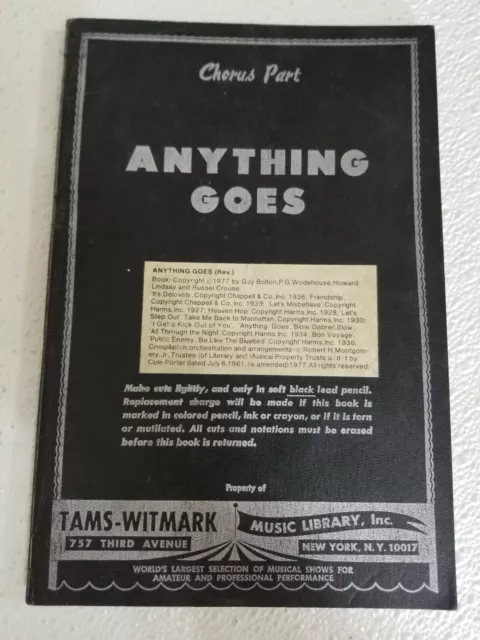 Chorus Part
ANYTHING
GOES
ANYTHING GOES (Rev.)
Book-Copyright © 1977 by Guy Bolton, P.G. Wodehouse, Howard
Lindsay and Russel Crouse.
'It's Delovely', Copyright Chappell & Co., Inc. 1936; 'Friendship',
Copyright Chappell & Co., Inc. 1939; 'Let's Misbehave', Copyright
Harms, Inc. 1927; 'Heaven Hop' Copyright Harms, Inc. 1928; 'Let's
Step Out' 'Take Me Back to Manhattan', Copyright Harms, Inc. 1930;
'I Get a Kick Out of You', 'Anything Goes', Blow, Gabriel, Blow',
'All Through the Night', Copyright Harms, Inc. 1934; 'Bon Voyage',
'Public Enemy', 'Be Like The Bluebird', Copyright Harms, Inc. 1936.
Compilation, orchestration and arrangements © Robert H. Montgom-
ery, Jr., Trustee (of Literary and Musical Property Trusts u/d/t by
Cole Porter dated July 6, 1961, as amended) 1977. All rights reserved.
Make cuts lightly, and only in soft black lead pencil.
Replacement charge will be made if this book is
marked in colored pencil, ink or crayon, or if it is torn
or mutilated. All cuts and notations must be erased
before this book is returned.
Property of
TAMS-WITMARK MUSIC LIBRARY, Inc.
757 THIRD AVENUE NEW YORK, N.Y. 10017
WORLD'S LARGEST SELECTION OF MUSICAL SHOWS FOR
AMATEUR AND PROFESSIONAL PERFORMANCE